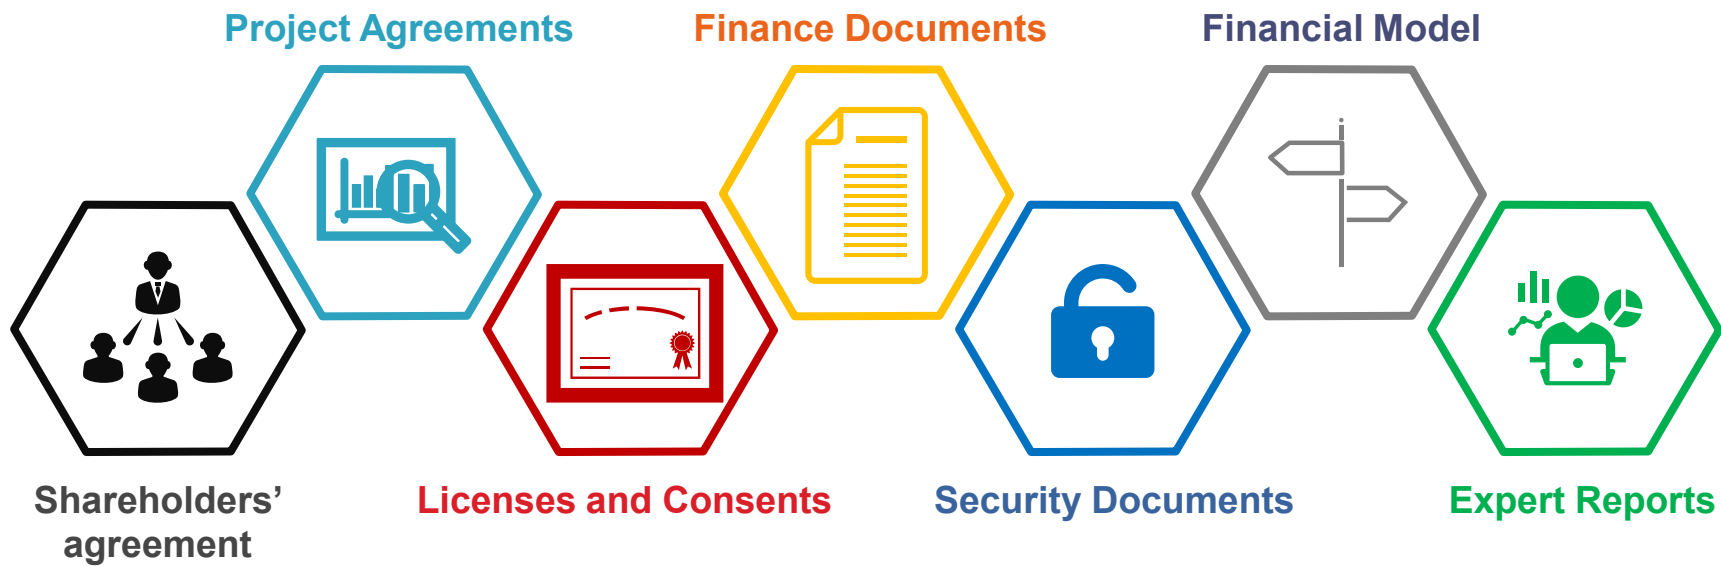 Project Agreements
Finance Documents
Financial Model
Shareholders’
agreement
Licenses and Consents
Security Documents
Expert Reports